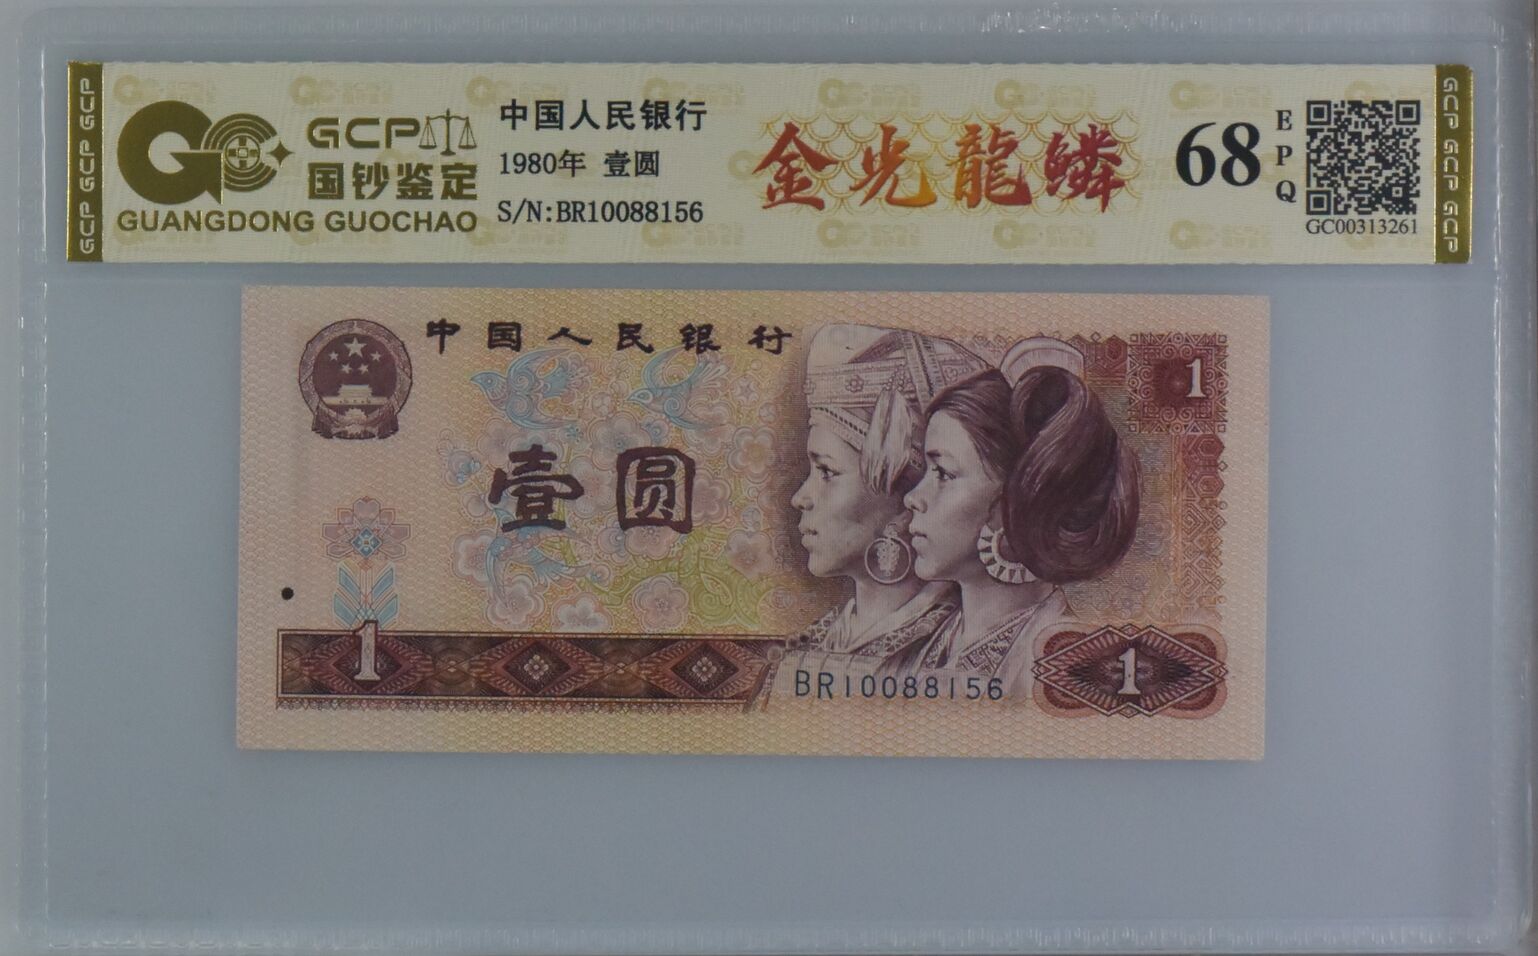 GCP GCP GCP
GCP
国钞鉴定
GUANGDONG GUOCHAO
中国人民银行
1980年 壹圆
S/N:BR10088156
金光龍鳞
68
EPQ
GC00313261
GCP GCP GCP
中国人民银行
1
壹圆
1
BR10088156
1